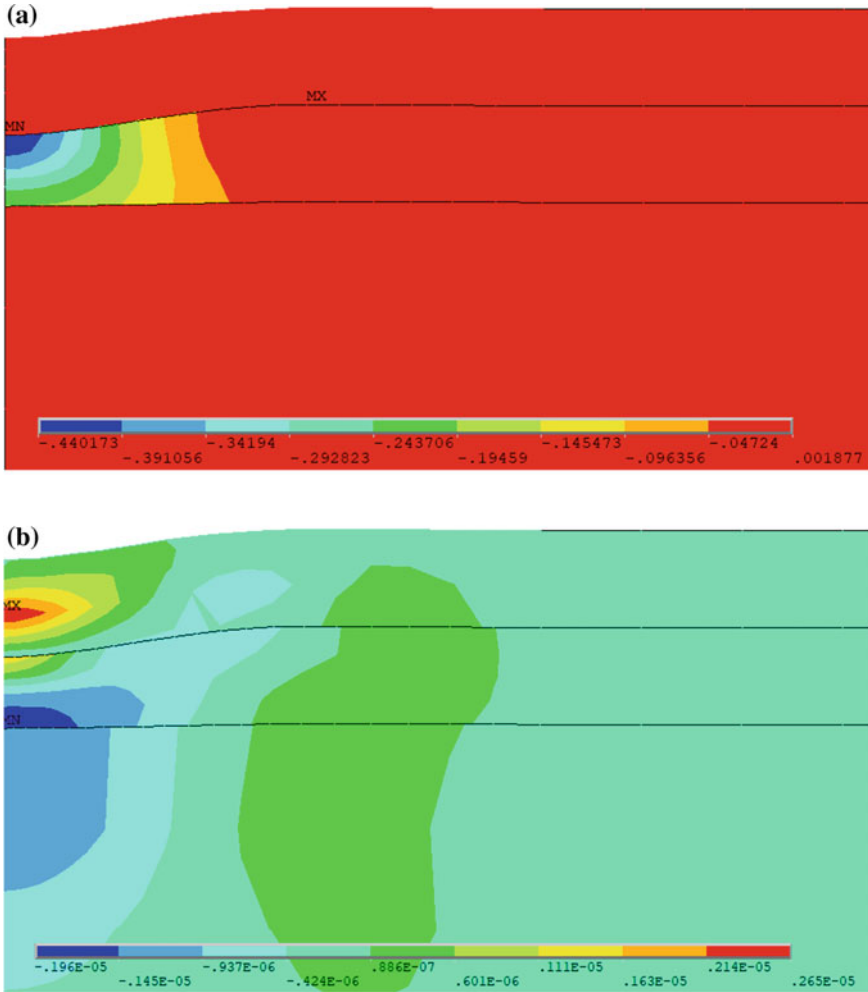 (a)
MX
MN
-.440173 -.34194 -.243706 -.145473 -.04724
-.391056 -.292823 -.19459 -.096356 .001877
(b)
MX
MN
-.196E-05 -.937E-06 .886E-07 .111E-05 .214E-05
-.145E-05 -.424E-06 .601E-06 .163E-05 .265E-05